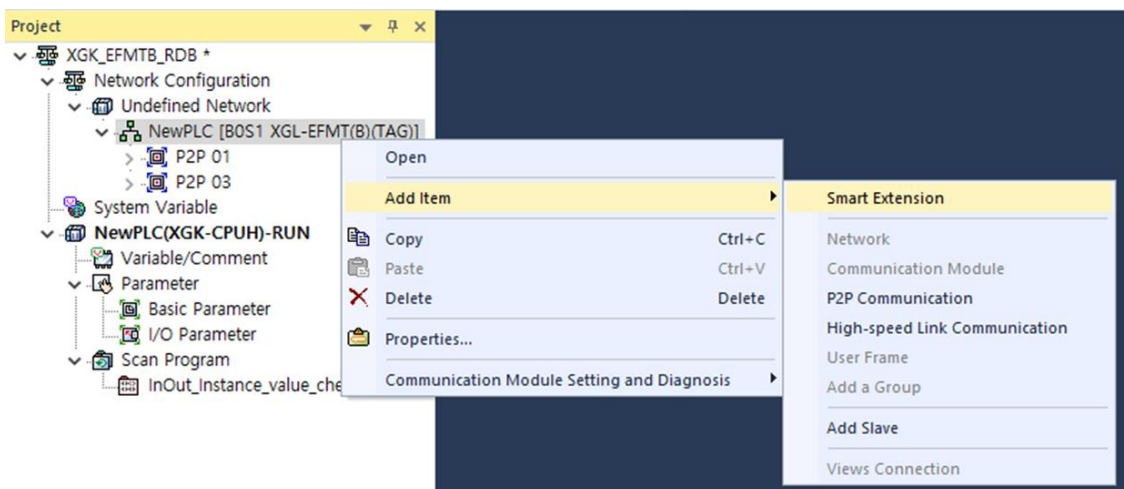 Project
XGK_EFMTB_RDB *
Network Configuration
Undefined Network
NewPLC [B0S1 XGL-EFMT(B)(TAG)]
P2P 01
P2P 03
System Variable
NewPLC(XGK-CPUH)-RUN
Variable/Comment
Parameter
Basic Parameter
I/O Parameter
Scan Program
InOut_Instance_value_che
Open
Add Item
Copy Ctrl+C
Paste Ctrl+V
Delete Delete
Properties...
Communication Module Setting and Diagnosis
Smart Extension
Network
Communication Module
P2P Communication
High-speed Link Communication
User Frame
Add a Group
Add Slave
Views Connection